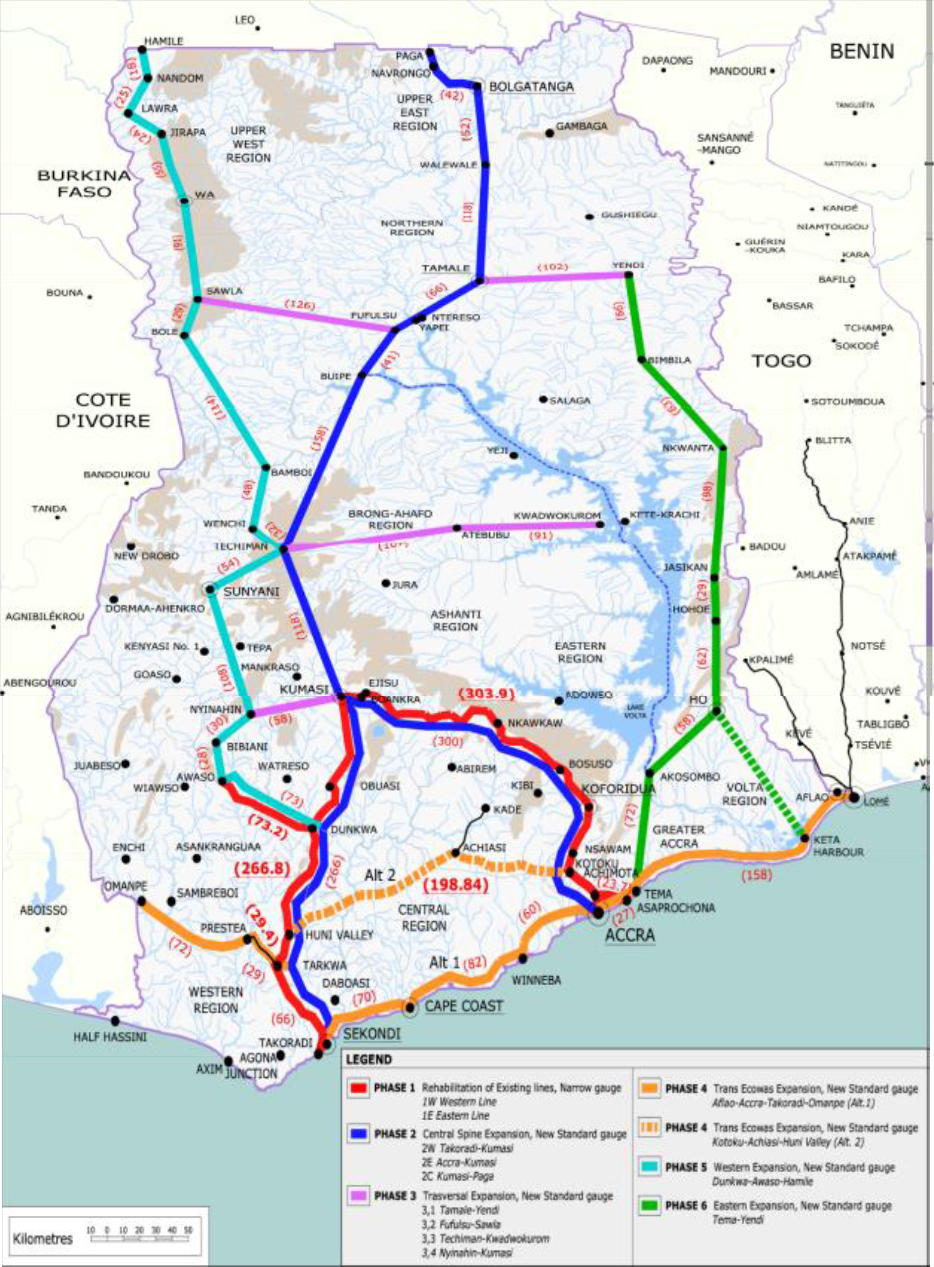 LEO
HAMILE
BENIN
PAGA
DAPAONG
MANDOURI
NAVRONGO
(18)
NANDOM
BOLGATANGA
(42)
UPPER
EAST
REGION
(25)
LAWRA
TANGUIÉTA
(24)
JIRAPA
UPPER
WEST
REGION
(52)
GAMBAGA
SANSANNÉ
-MANGO
BURKINA
FASO
WALEWALE
NATITINGOU
WA
(118)
KANDÉ
GUSHIEGU
NORTHERN
REGION
NIAMTOUGOU
(91)
GUÉRIN
-KOUKA
KARA
TAMALE
(102)
YENDI
BAFILO
BOUNA
SAWLA
(126)
(66)
BASSAR
(29)
FUFULSU
NTERESO
YAPEI
TCHAMPA
BOLE
SOKODÉ
(41)
BIMBILA
TOGO
BUIPE
COTE
D'IVOIRE
(114)
SALAGA
SOTOUMBOUA
(158)
BLITTA
NKWANTA
YEJI
BANDOUKOU
BAMBOI
(48)
(98)
TANDA
WENCHI
BRONG-AHAFO
REGION
KWADWOKUROM
KETE-KRACHI
ANIE
(32)
TECHIMAN
ATEBUBU
(91)
NEW DROBO
BADOU
(54)
ATAKPAMÉ
JASIKAN
AMLAMÉ
SUNYANI
JURA
(29)
DORMAA-AHENKRO
HOHOE
AGNIBILÉKROU
ASHANTI
REGION
(118)
KENYASI No. 1
TEPA
EASTERN
REGION
(62)
NOTSÉ
MANKRASO
KPALIMÉ
GOASO
ABENGOUROU
(108)
KUMASI
EJISU
(303.9)
HO
KOUVÉ
NYINAHIN
(58)
NKAWKAW
LAKE
VOLTA
TABLIGBO
(30)
(300)
(58)
KÉVÉ
TSÉVIÉ
BIBIANI
JUABESO
(28)
WATRESO
ABIREM
BOSUSO
AKOSOMBO
AWASO
WIAWSO
OBUASI
KIBI
KOFORIDUA
VOLTA
REGION
AFLAO
LOMÉ
(73)
(73.2)
KADE
(72)
DUNKWA
GREATER
ACCRA
ENCHI
ASANKRANGUAA
NSAWAM
KETA
HARBOUR
ACHIASI
KOTOKU
(266.8)
(266)
Alt 2
ACHIMOTA
(158)
OMANPE
SAMBREBOI
(198.84)
TEMA
ABOISSO
CENTRAL
REGION
(27)
ASAPROCHONA
(29.4)
(60)
PRESTEA
HUNI VALLEY
ACCRA
(72)
Alt 1
(82)
(29)
TARKWA
WINNEBA
WESTERN
REGION
DABOASI
(70)
(66)
CAPE COAST
HALF HASSINI
SEKONDI
TAKORADI
AGONA
JUNCTION
AXIM
LEGEND
PHASE 1 Rehabilitation of Existing lines, Narrow gauge
1W Western Line
1E Eastern Line
PHASE 2 Central Spine Expansion, New Standard gauge
2W Takoradi-Kumasi
2E Accra-Kumasi
2C Kumasi-Paga
PHASE 3 Trasversal Expansion, New Standard gauge
3,1 Tamale-Yendi
3,2 Fufulsu-Sawla
3,3 Techiman-Kwadwokurom
3,4 Nyinahin-Kumasi
PHASE 4 Trans Ecowas Expansion, New Standard gauge
Aflao-Accra-Takoradi-Omanpe (Alt.1)
PHASE 4 Trans Ecowas Expansion, New Standard gauge
Kotoku-Achiasi-Huni Valley (Alt. 2)
PHASE 5 Western Expansion, New Standard gauge
Dunkwa-Awaso-Hamile
PHASE 6 Eastern Expansion, New Standard gauge
Tema-Yendi
Kilometres 10 0 10 20 30 40 50